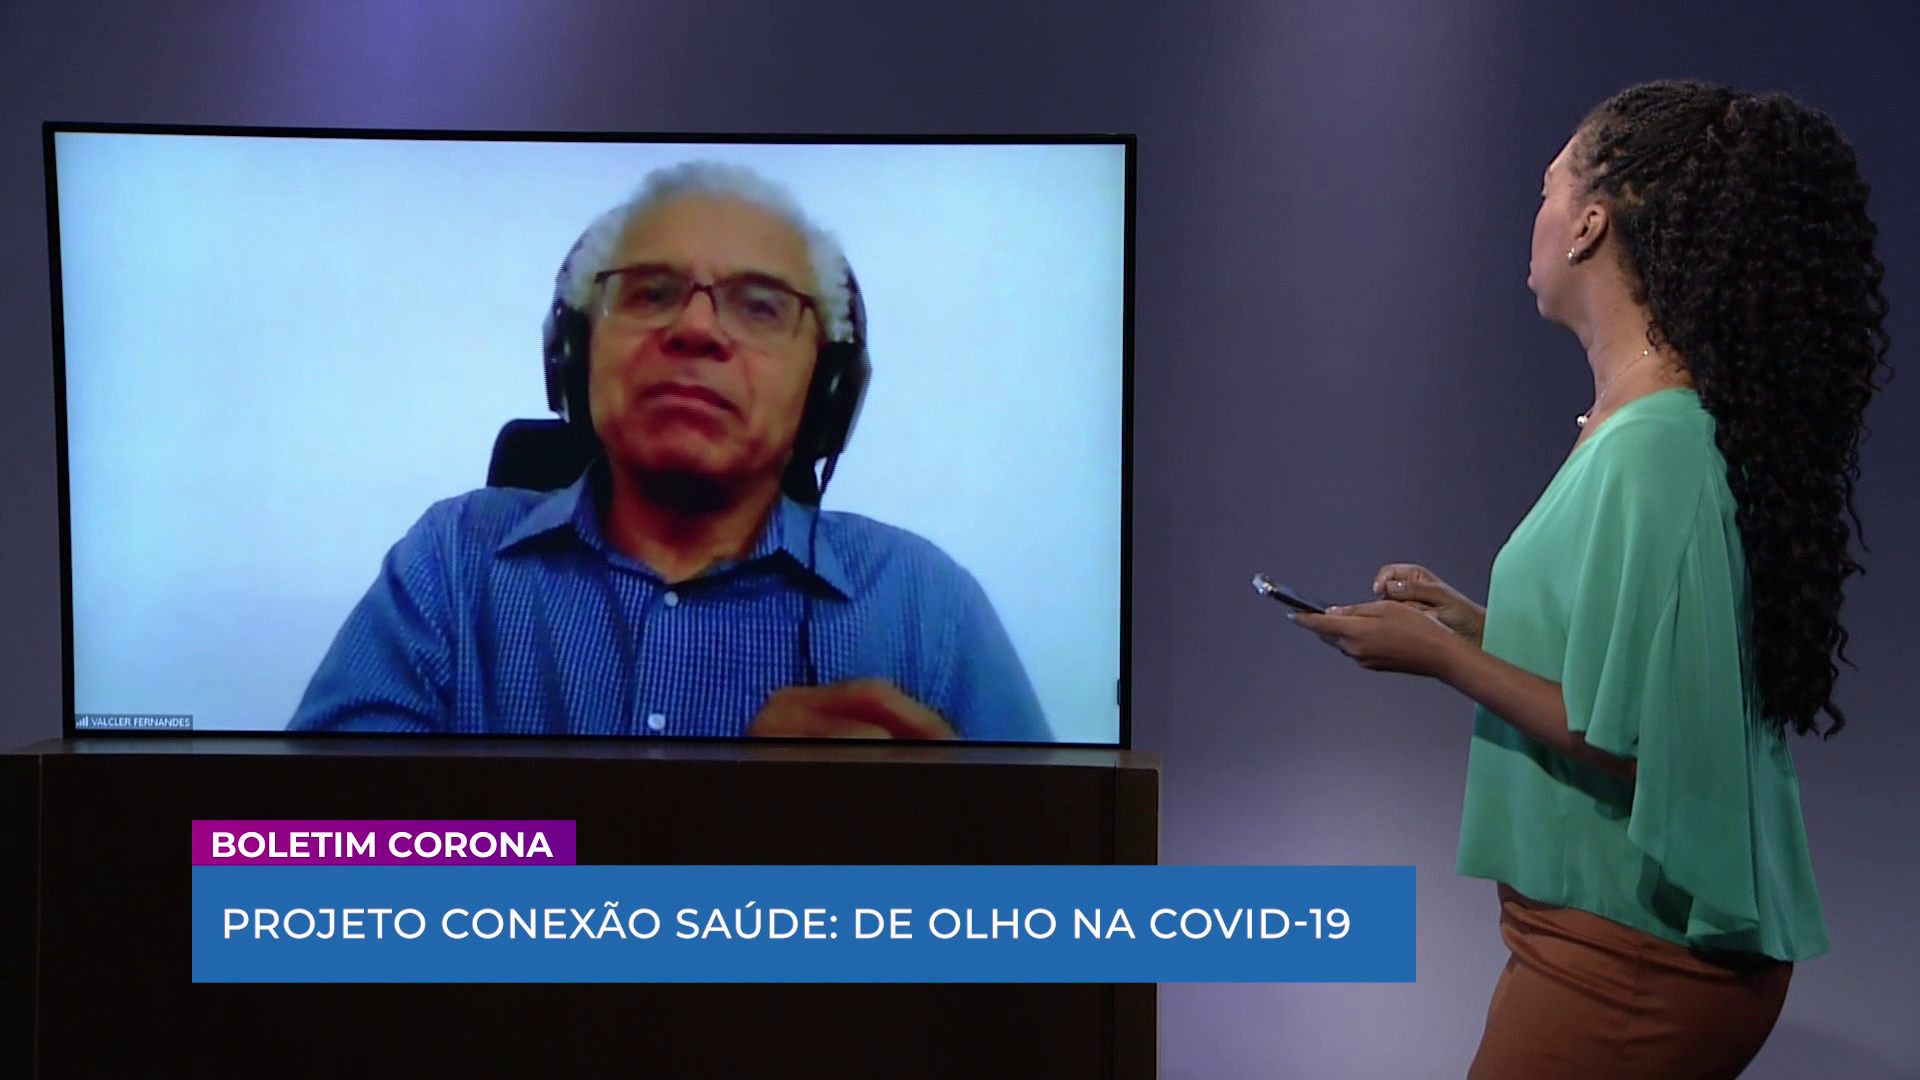 VALCLER FERNANDES
BOLETIM CORONA
PROJETO CONEXÃO SAÚDE: DE OLHO NA COVID-19